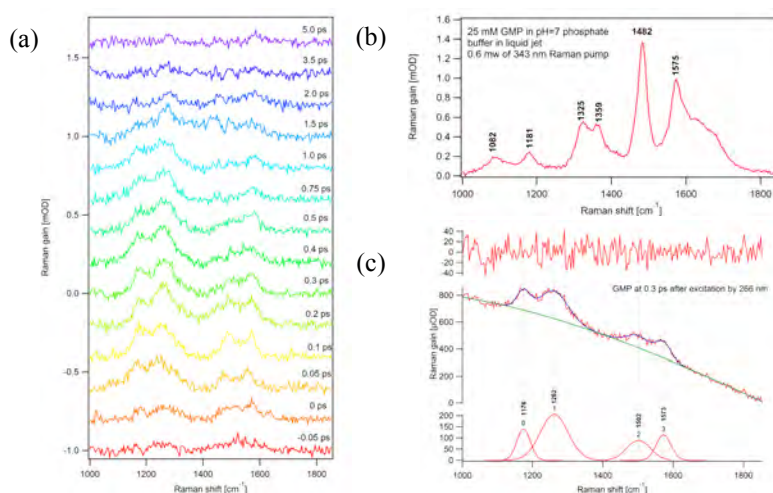 (a)
1.5
1.0
0.5
0.0
-0.5
-1.0
Raman gain [mOD]
5.0 ps
3.5 ps
2.0 ps
1.5 ps
1.0 ps
0.75 ps
0.5 ps
0.4 ps
0.3 ps
0.2 ps
0.1 ps
0.05 ps
0 ps
-0.05 ps
1000 1200 1400 1600 1800
Raman shift [cm⁻¹]
(b)
1.6
1.4
1.2
1.0
0.8
0.6
0.4
0.2
0.0
Raman gain [mOD]
25 mM GMP in pH=7 phosphate
buffer in liquid jet
0.6 mw of 343 nm Raman pump
1082
1181
1325
1359
1482
1575
1000 1200 1400 1600 1800
Raman shift [cm⁻¹]
(c)
40
20
0
-20
-40
GMP at 0.3 ps after excitation by 266 nm
800
600
400
Raman gain [µOD]
200
150
100
50
0
1176
0
1262
1
1502
2
1573
3
1000 1200 1400 1600 1800
Raman shift [cm⁻¹]